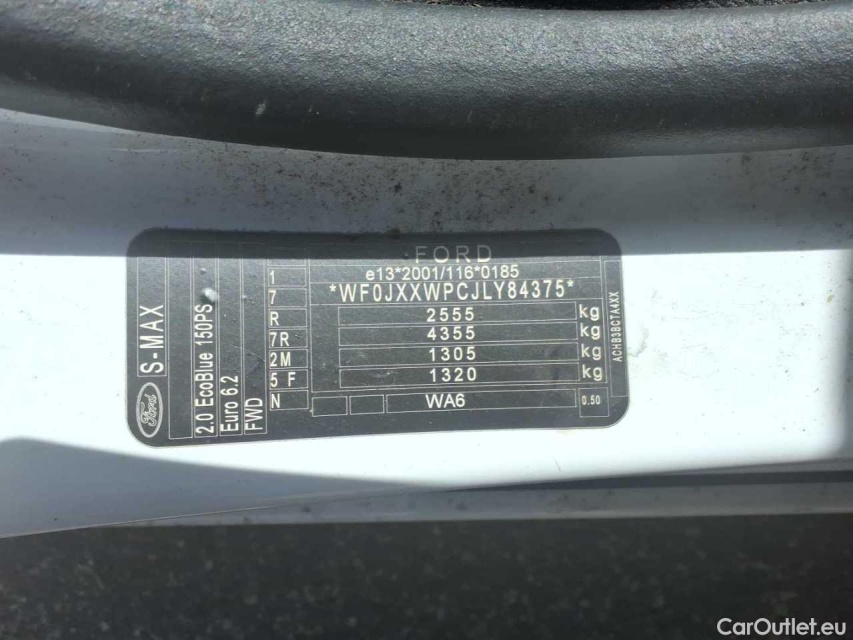 FORD
e13*2001/116*0185
*WF0JXXWPCJLY84375*
2555 kg
4355 kg
1305 kg
1320 kg
WA6 0.50
1
7
R
7R
2M
5 F
N
S-MAX
2.0 EcoBlue 150PS
Euro 6.2
FWD
Ford
ACHB3BCTA4XX
CarOutlet.eu